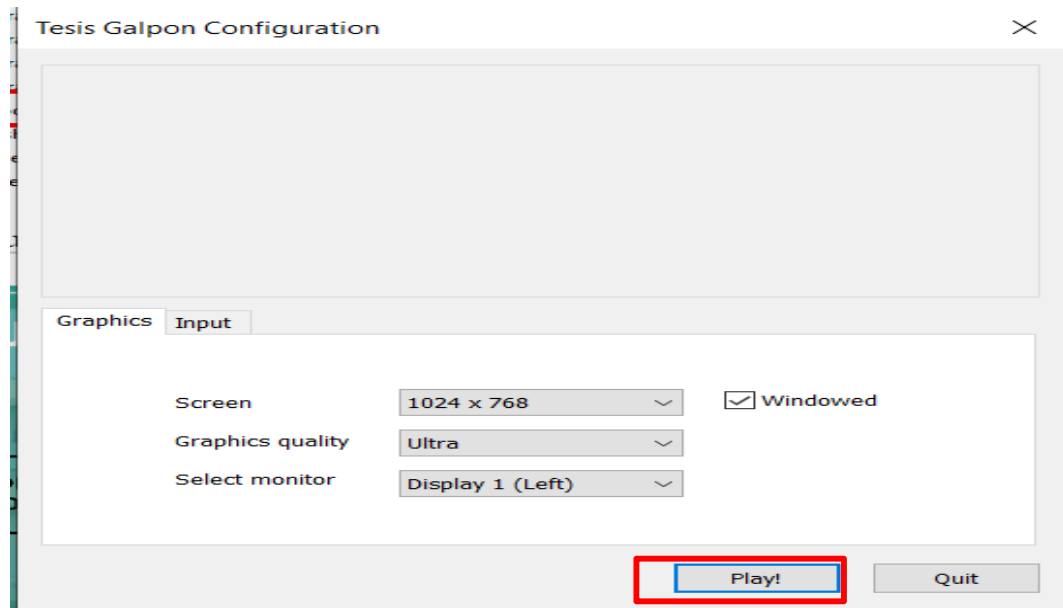 Tesis Galpon Configuration
Graphics Input
Screen 1024 x 768 Windowed
Graphics quality Ultra
Select monitor Display 1 (Left)
Play! Quit